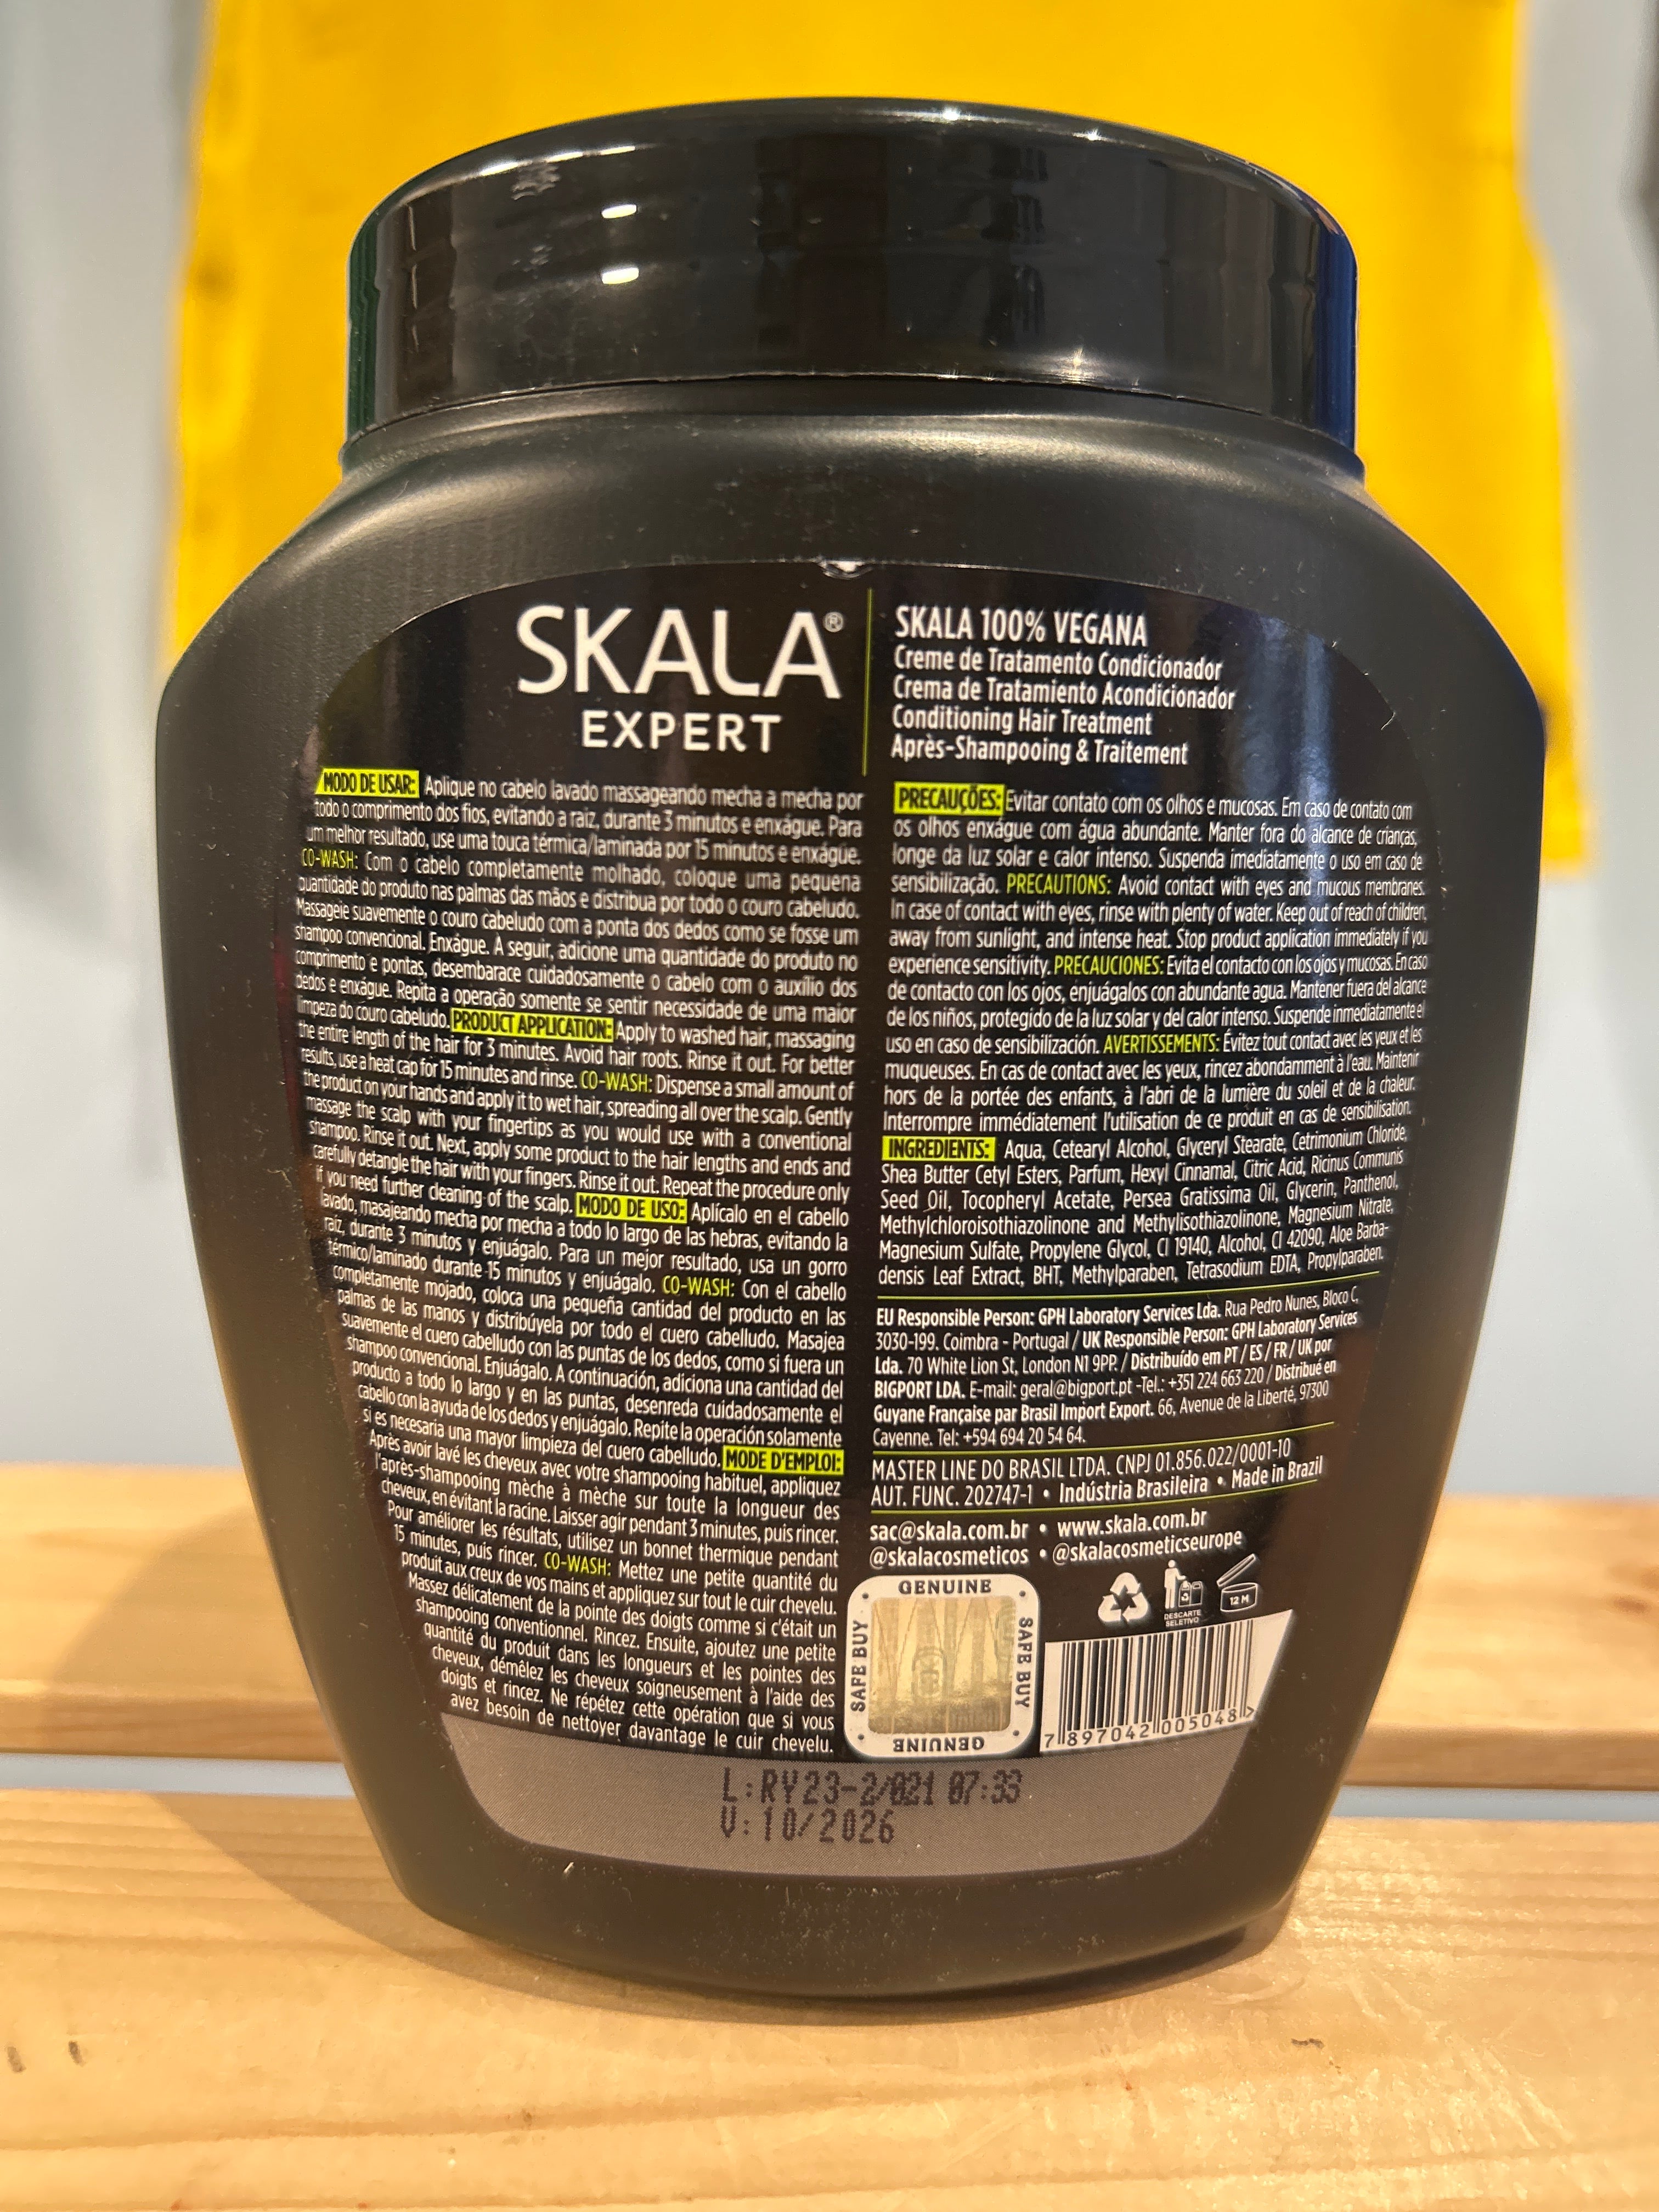 SKALA®
EXPERT
MODO DE USAR: Aplique no cabelo lavado massageando mecha a mecha por
todo o comprimento dos fios, evitando a raiz, durante 3 minutos e enxágue. Para
um melhor resultado, use uma touca térmica/laminada por 15 minutos e enxágüe.
CO-WASH: Com o cabelo completamente molhado, coloque uma pequena
quantidade do produto nas palmas das mãos e distribua por todo o couro cabeludo.
Massageie suavemente o couro cabeludo com a ponta dos dedos como se fosse um
shampoo convencional. Enxágue. A seguir, adicione uma quantidade do produto no
comprimento e pontas, desembarace cuidadosamente o cabelo com o auxílio dos
dedos e enxágue. Repita a operação somente se sentir necessidade de uma maior
limpeza do couro cabeludo. PRODUCT APPLICATION: Apply to washed hair, massaging
the entire length of the hair for 3 minutes. Avoid hair roots. Rinse it out. For better
results, use a heat cap for 15 minutes and rinse. CO-WASH: Dispense a small amount of
the product on your hands and apply it to wet hair, spreading all over the scalp. Gently
massage the scalp with your fingertips as you would use with a conventional
shampoo. Rinse it out. Next, apply some product to the hair lengths and ends and
carefully detangle the hair with your fingers. Rinse it out. Repeat the procedure only
if you need further cleaning of the scalp. MODO DE USO: Aplícalo en el cabello
lavado, masajeando mecha por mecha a todo lo largo de las hebras, evitando la
raíz, durante 3 minutos y enjuágalo. Para un mejor resultado, usa un gorro
térmico/laminado durante 15 minutos y enjuágalo. CO-WASH: Con el cabello
completamente mojado, coloca una pequeña cantidad del producto en las
palmas de las manos y distribúyela por todo el cuero cabelludo. Masajea
suavemente el cuero cabelludo con las puntas de los dedos, como si fuera un
shampoo convencional. Enjuágalo. A continuación, adiciona una cantidad del
producto a todo lo largo y en las puntas, desenreda cuidadosamente el
cabello con la ayuda de los dedos y enjuágalo. Repite la operación solamente
si es necesaria una mayor limpieza del cuero cabelludo. MODE D'EMPLOI:
Après avoir lavé les cheveux avec votre shampooing habituel, appliquez
l'après-shampooing mèche à mèche sur toute la longueur des
cheveux, en évitant la racine. Laisser agir pendant 3 minutes, puis rincer.
Pour améliorer les résultats, utilisez un bonnet thermique pendant
15 minutes, puis rincer. CO-WASH: Mettez une petite quantité du
produit aux creux de vos mains et appliquez sur tout le cuir chevelu.
Massez délicatement de la pointe des doigts comme si c'était un
shampooing conventionnel. Rincez. Ensuite, ajoutez une petite
quantité du produit dans les longueurs et les pointes des
cheveux, démêlez les cheveux soigneusement à l'aide des
doigts et rincez. Ne répétez cette opération que si vous
avez besoin de nettoyer davantage le cuir chevelu.
SKALA 100% VEGANA
Creme de Tratamento Condicionador
Crema de Tratamiento Acondicionador
Conditioning Hair Treatment
Après-Shampooing & Traitement
PRECAUÇÕES: Evitar contato com os olhos e mucosas. Em caso de contato com
os olhos enxágue com água abundante. Manter fora do alcance de crianças,
longe da luz solar e calor intenso. Suspenda imediatamente o uso em caso de
sensibilização. PRECAUTIONS: Avoid contact with eyes and mucous membranes.
In case of contact with eyes, rinse with plenty of water. Keep out of reach of children,
away from sunlight, and intense heat. Stop product application immediately if you
experience sensitivity. PRECAUCIONES: Evita el contacto con los ojos y mucosas. En caso
de contacto con los ojos, enjuágalos con abundante agua. Mantener fuera del alcance
de los niños, protegido de la luz solar y del calor intenso. Suspende inmediatamente el
uso en caso de sensibilización. AVERTISSEMENTS: Évitez tout contact avec les yeux et les
muqueuses. En cas de contact avec les yeux, rincez abondamment à l'eau. Maintenir
hors de la portée des enfants, à l'abri de la lumière du soleil et de la chaleur.
Interrompre immédiatement l'utilisation de ce produit en cas de sensibilisation.
INGREDIENTS: Aqua, Cetearyl Alcohol, Glyceryl Stearate, Cetrimonium Chloride,
Shea Butter Cetyl Esters, Parfum, Hexyl Cinnamal, Citric Acid, Ricinus Communis
Seed Oil, Tocopheryl Acetate, Persea Gratissima Oil, Glycerin, Panthenol,
Methylchloroisothiazolinone and Methylisothiazolinone, Magnesium Nitrate,
Magnesium Sulfate, Propylene Glycol, CI 19140, Alcohol, CI 42090, Aloe Barba-
densis Leaf Extract, BHT, Methylparaben, Tetrasodium EDTA, Propylparaben.
EU Responsible Person: GPH Laboratory Services Lda. Rua Pedro Nunes, Bloco C,
3030-199. Coimbra - Portugal / UK Responsible Person: GPH Laboratory Services
Lda. 70 White Lion St, London N1 9PP. / Distribuído em PT / ES / FR / UK por
BIGPORT LDA. E-mail: geral@bigport.pt -Tel.: +351 224 663 220 / Distribué en
Guyane Française par Brasil Import Export. 66, Avenue de la Liberté, 97300
Cayenne. Tel: +594 694 20 54 64.
MASTER LINE DO BRASIL LTDA. CNPJ 01.856.022/0001-10
AUT. FUNC. 202747-1 • Indústria Brasileira • Made in Brazil
sac@skala.com.br • www.skala.com.br
@skalacosmeticos • @skalacosmeticseurope
GENUINE
SAFE BUY
SAFE BUY
GENUINE
DESCARTE
SELETIVO
12 M
7 897042 005048 >
L:RY23-2/021 07:33
V:10/2026